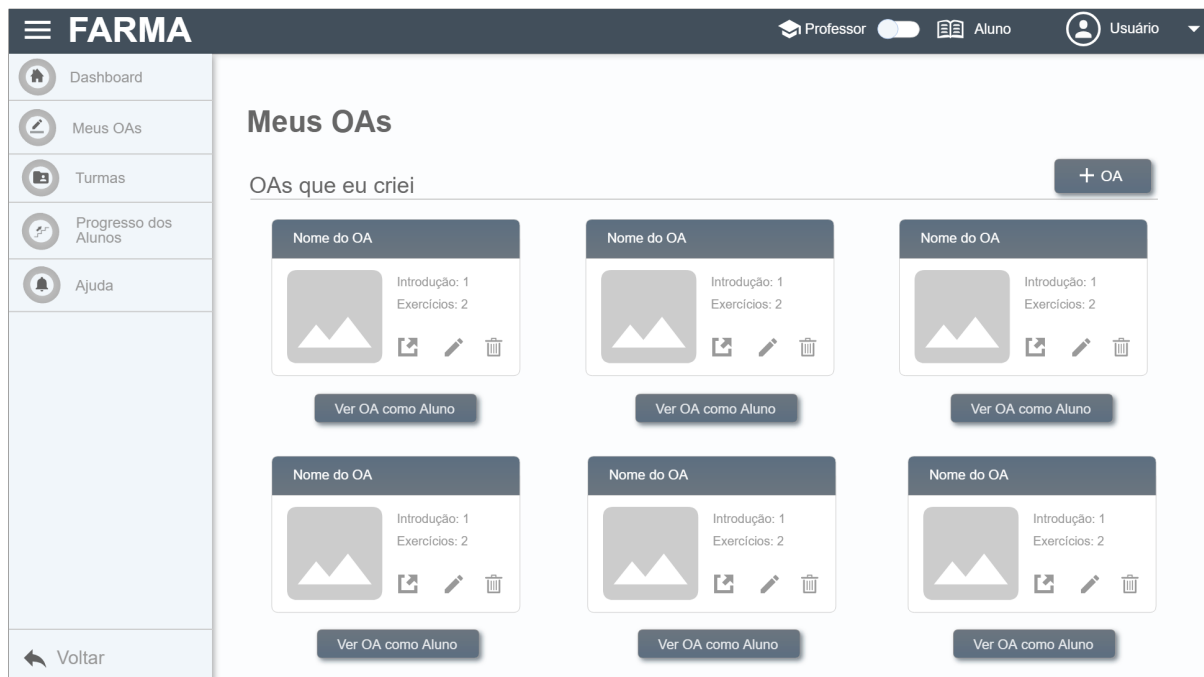 FARMA
Professor
Aluno
Usuário
Dashboard
Meus OAs
Turmas
Progresso dos
Alunos
Ajuda
Voltar
Meus OAs
OAs que eu criei
+ OA
Nome do OA
Introdução: 1
Exercícios: 2
Ver OA como Aluno
Nome do OA
Introdução: 1
Exercícios: 2
Ver OA como Aluno
Nome do OA
Introdução: 1
Exercícios: 2
Ver OA como Aluno
Nome do OA
Introdução: 1
Exercícios: 2
Ver OA como Aluno
Nome do OA
Introdução: 1
Exercícios: 2
Ver OA como Aluno
Nome do OA
Introdução: 1
Exercícios: 2
Ver OA como Aluno